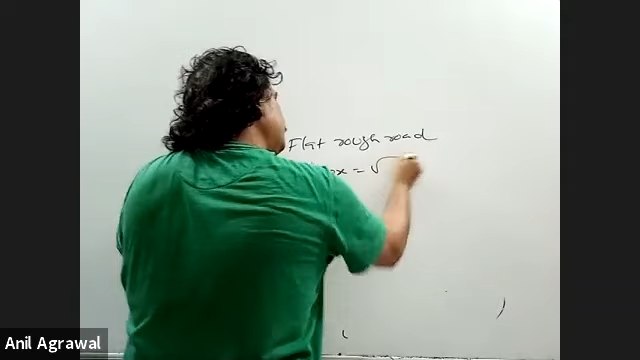 Flat rough road
x = √
Anil Agrawal